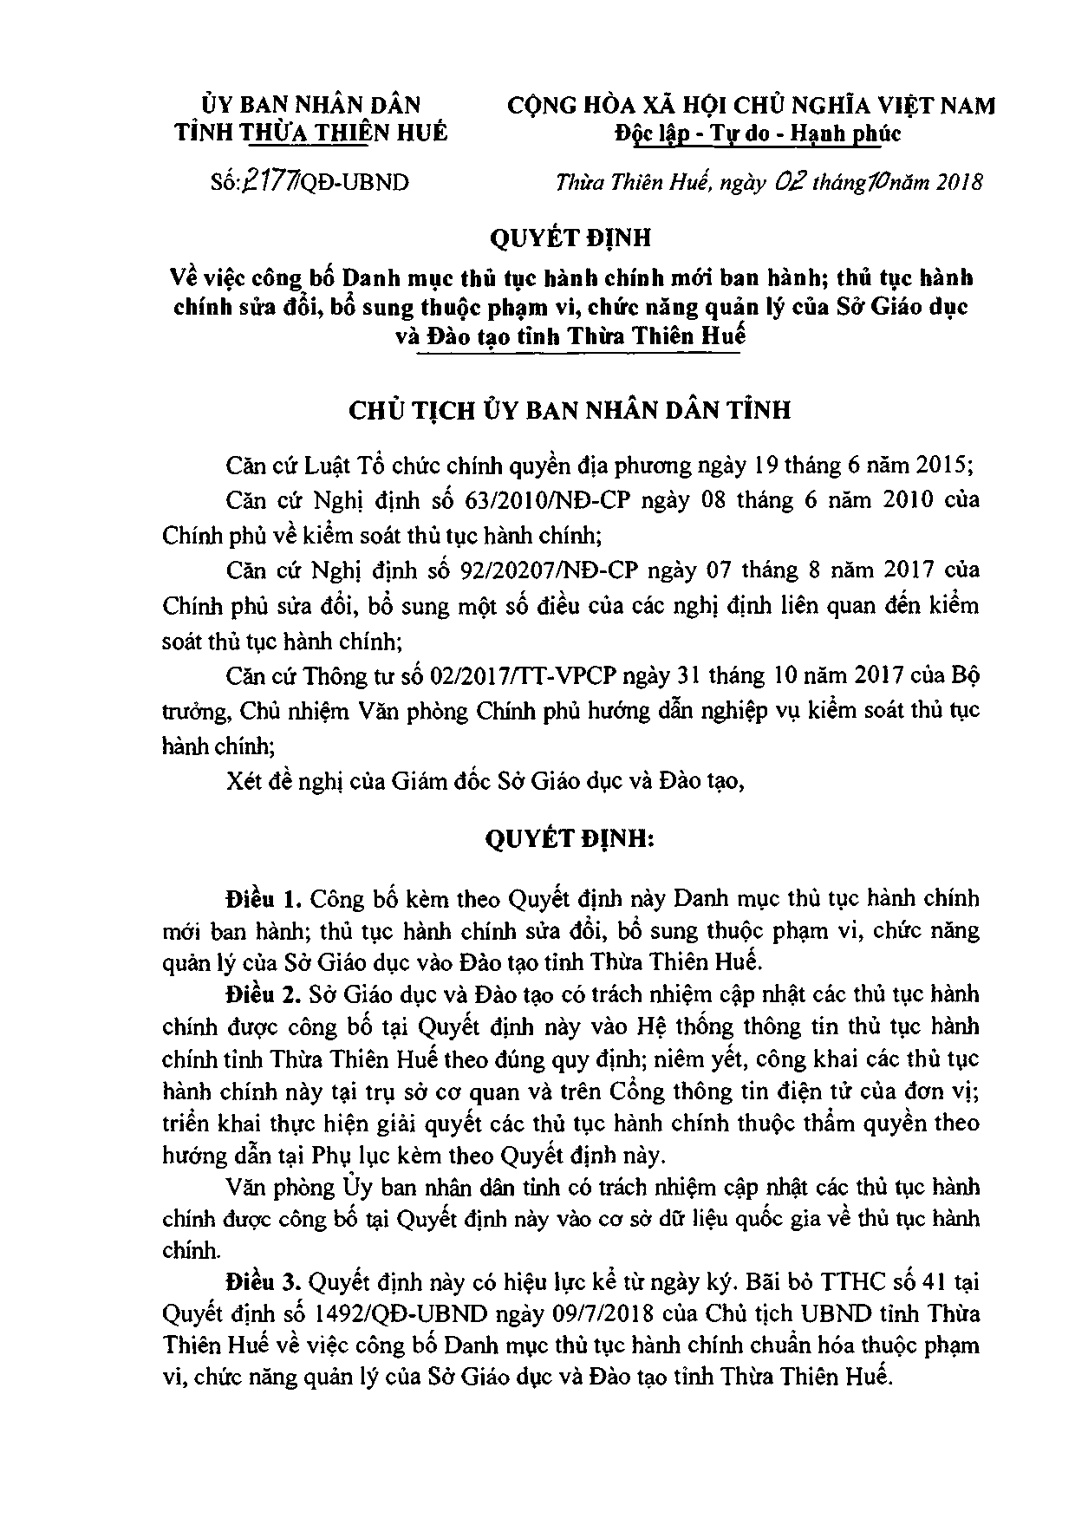 ỦY BAN NHÂN DÂN
TỈNH THỪA THIÊN HUẾ
CỘNG HÒA XÃ HỘI CHỦ NGHĨA VIỆT NAM
Độc lập - Tự do - Hạnh phúc
Số:2177/QĐ-UBND
Thừa Thiên Huế, ngày 02 tháng 10 năm 2018
QUYẾT ĐỊNH
Về việc công bố Danh mục thủ tục hành chính mới ban hành; thủ tục hành
chính sửa đổi, bổ sung thuộc phạm vi, chức năng quản lý của Sở Giáo dục
và Đào tạo tỉnh Thừa Thiên Huế
CHỦ TỊCH ỦY BAN NHÂN DÂN TỈNH
Căn cứ Luật Tổ chức chính quyền địa phương ngày 19 tháng 6 năm 2015;
Căn cứ Nghị định số 63/2010/NĐ-CP ngày 08 tháng 6 năm 2010 của
Chính phủ về kiểm soát thủ tục hành chính;
Căn cứ Nghị định số 92/20207/NĐ-CP ngày 07 tháng 8 năm 2017 của
Chính phủ sửa đổi, bổ sung một số điều của các nghị định liên quan đến kiểm
soát thủ tục hành chính;
Căn cứ Thông tư số 02/2017/TT-VPCP ngày 31 tháng 10 năm 2017 của Bộ
trưởng, Chủ nhiệm Văn phòng Chính phủ hướng dẫn nghiệp vụ kiểm soát thủ tục
hành chính;
Xét đề nghị của Giám đốc Sở Giáo dục và Đào tạo,
QUYẾT ĐỊNH:
Điều 1. Công bố kèm theo Quyết định này Danh mục thủ tục hành chính
mới ban hành; thủ tục hành chính sửa đổi, bổ sung thuộc phạm vi, chức năng
quản lý của Sở Giáo dục vào Đào tạo tỉnh Thừa Thiên Huế.
Điều 2. Sở Giáo dục và Đào tạo có trách nhiệm cập nhật các thủ tục hành
chính được công bố tại Quyết định này vào Hệ thống thông tin thủ tục hành
chính tỉnh Thừa Thiên Huế theo đúng quy định; niêm yết, công khai các thủ tục
hành chính này tại trụ sở cơ quan và trên Cổng thông tin điện tử của đơn vị;
triển khai thực hiện giải quyết các thủ tục hành chính thuộc thẩm quyền theo
hướng dẫn tại Phụ lục kèm theo Quyết định này.
Văn phòng Ủy ban nhân dân tỉnh có trách nhiệm cập nhật các thủ tục hành
chính được công bố tại Quyết định này vào cơ sở dữ liệu quốc gia về thủ tục hành
chính.
Điều 3. Quyết định này có hiệu lực kể từ ngày ký. Bãi bỏ TTHC số 41 tại
Quyết định số 1492/QĐ-UBND ngày 09/7/2018 của Chủ tịch UBND tỉnh Thừa
Thiên Huế về việc công bố Danh mục thủ tục hành chính chuẩn hóa thuộc phạm
vi, chức năng quản lý của Sở Giáo dục và Đào tạo tỉnh Thừa Thiên Huế.